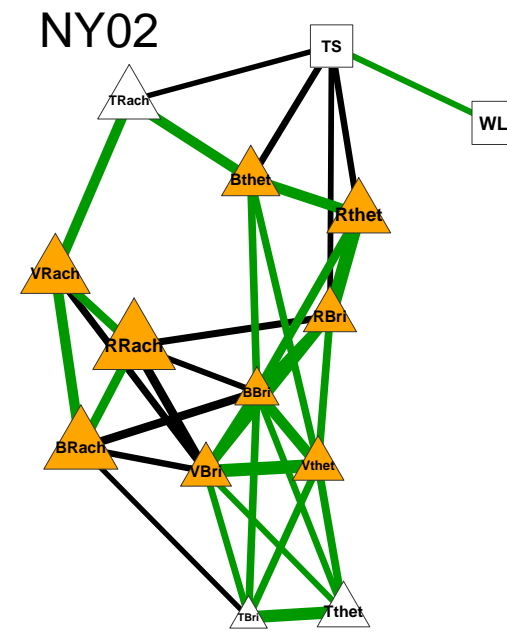 NY02
TS
TRach
WL
Bthet
Rthet
VRach
RBri
RRach
BBri
BRach
VBri
Vthet
TBri
Tthet